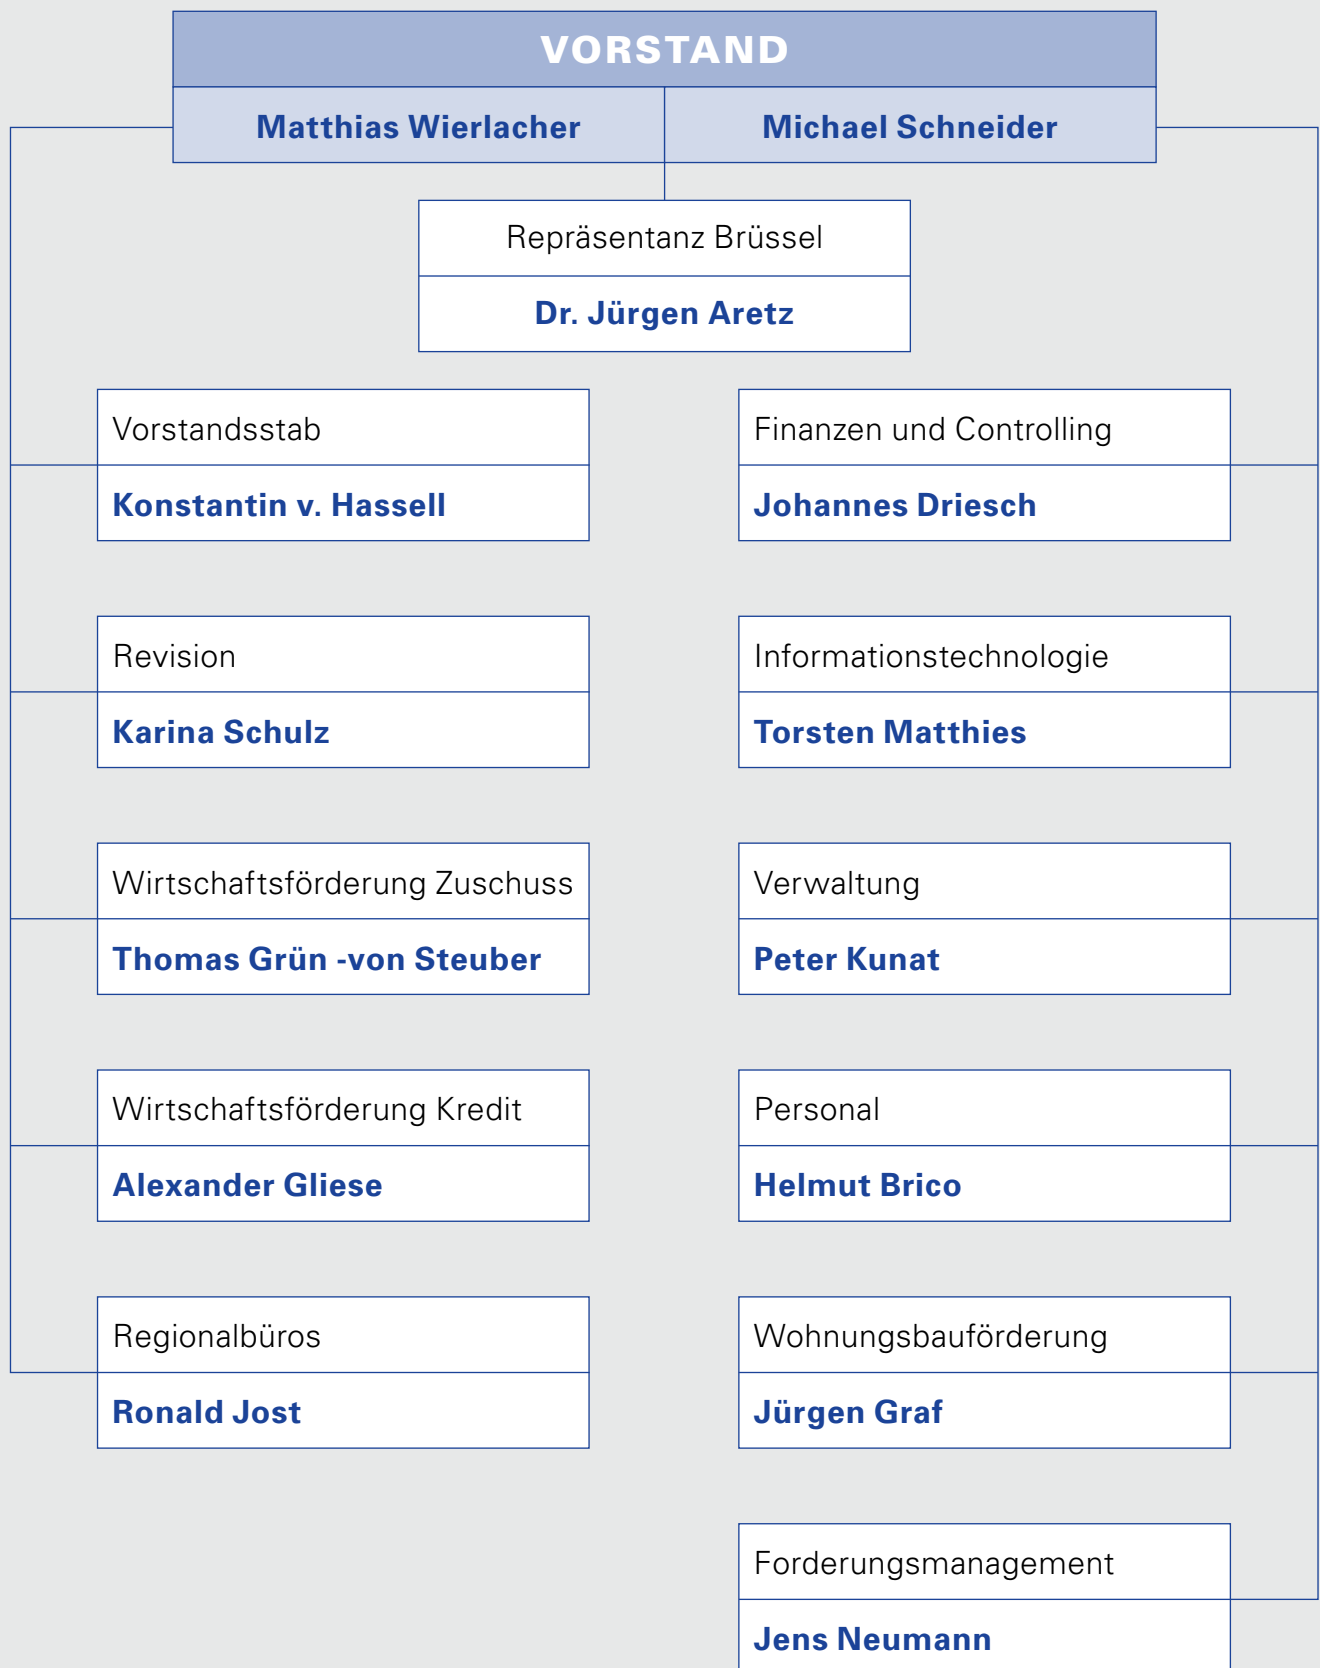 VORSTAND
Matthias Wierlacher
Michael Schneider
Repräsentanz Brüssel
Dr. Jürgen Aretz
Vorstandsstab
Konstantin v. Hassell
Revision
Karina Schulz
Wirtschaftsförderung Zuschuss
Thomas Grün -von Steuber
Wirtschaftsförderung Kredit
Alexander Gliese
Regionalbüros
Ronald Jost
Finanzen und Controlling
Johannes Driesch
Informationstechnologie
Torsten Matthies
Verwaltung
Peter Kunat
Personal
Helmut Brico
Wohnungsbauförderung
Jürgen Graf
Forderungsmanagement
Jens Neumann